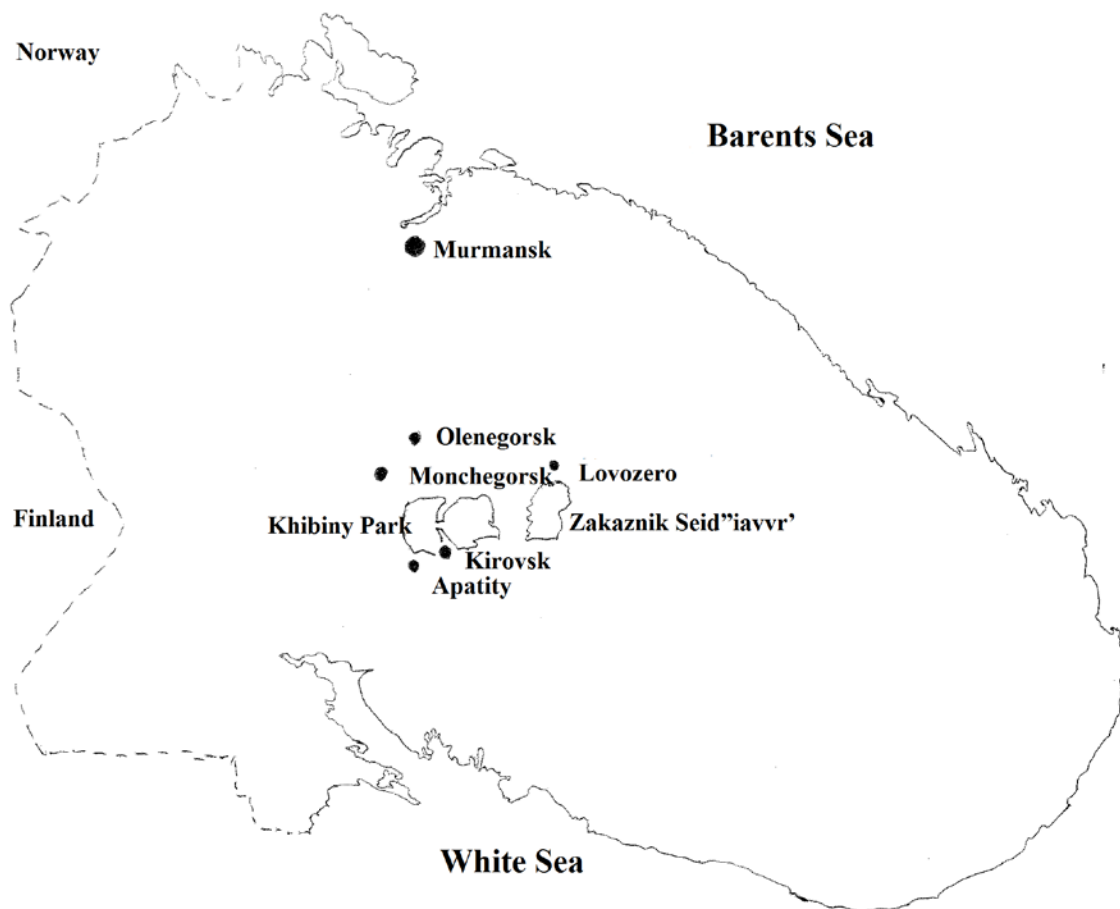 Norway
Barents Sea
Murmansk
Olenegorsk
Monchegorsk
Lovozero
Finland
Khibiny Park
Zakaznik Seid”iavvr’
Kirovsk
Apatity
White Sea